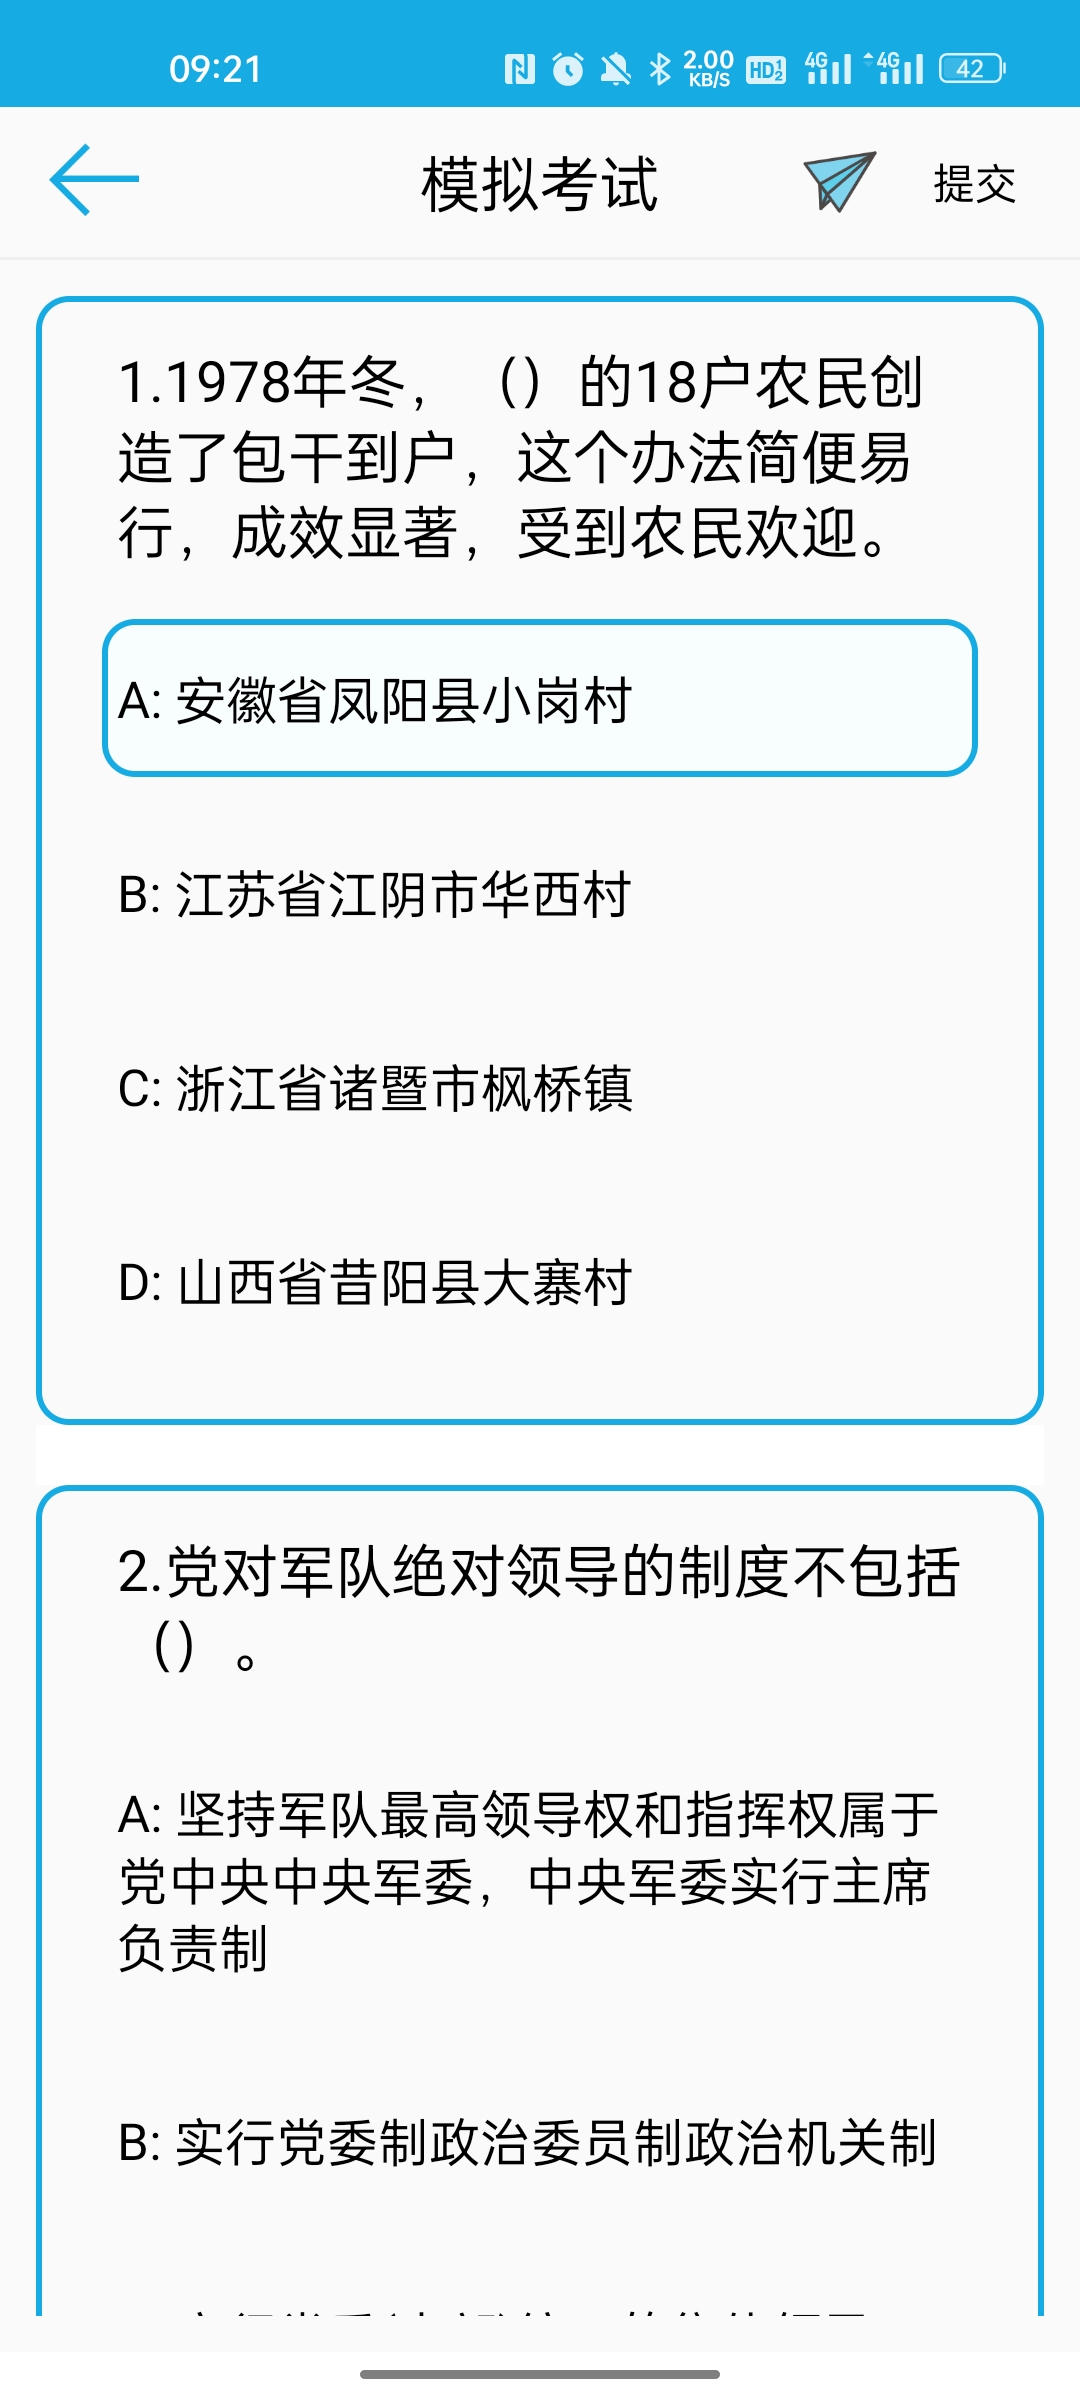 09:21
2.00
KB/S
HD 1 2
4G
4G
42
模拟考试
提交
1.1978年冬，（）的18户农民创
造了包干到户，这个办法简便易
行，成效显著，受到农民欢迎。
A: 安徽省凤阳县小岗村
B: 江苏省江阴市华西村
C: 浙江省诸暨市枫桥镇
D: 山西省昔阳县大寨村
2.党对军队绝对领导的制度不包括
（）。
A: 坚持军队最高领导权和指挥权属于
党中央中央军委，中央军委实行主席
负责制
B: 实行党委制政治委员制政治机关制